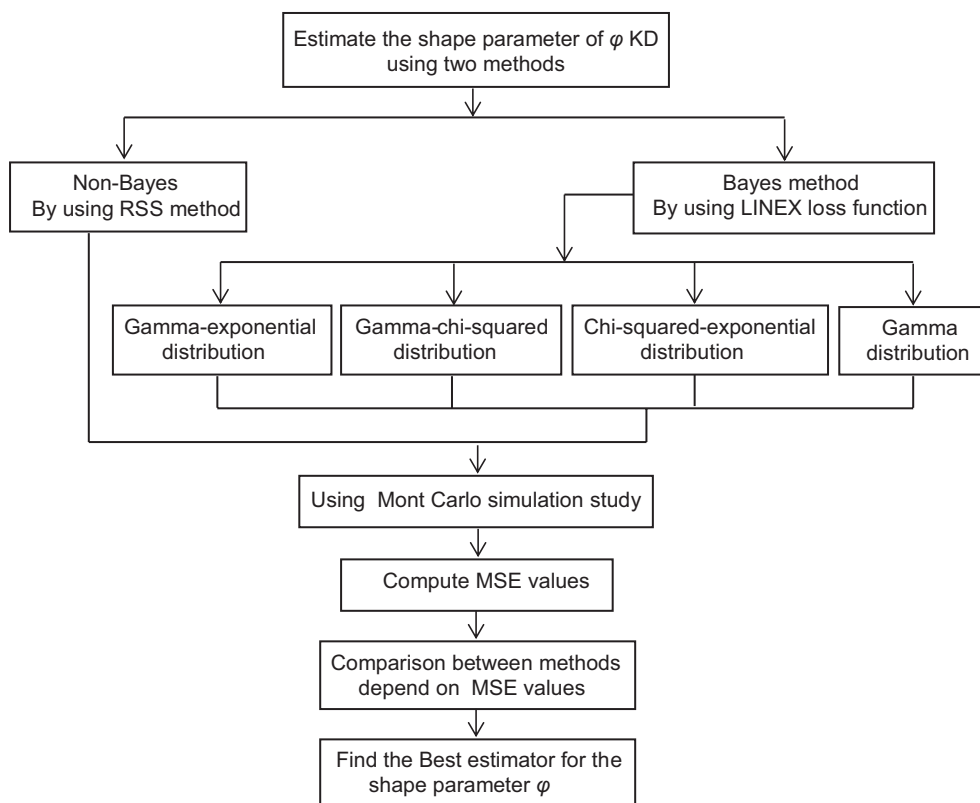 Estimate the shape parameter of φ KD
using two methods
Non-Bayes
By using RSS method
Bayes method
By using LINEX loss function
Gamma-exponential
distribution
Gamma-chi-squared
distribution
Chi-squared-exponential
distribution
Gamma
distribution
Using Mont Carlo simulation study
Compute MSE values
Comparison between methods
depend on MSE values
Find the Best estimator for the
shape parameter φ